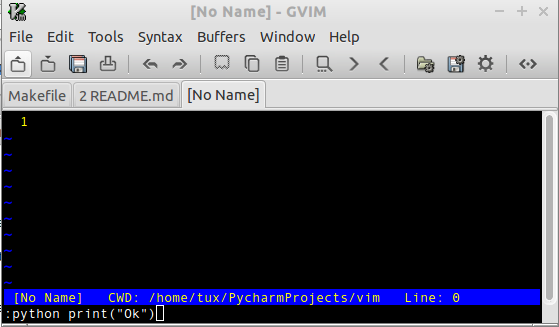 [No Name] - GVIM
File Edit Tools Syntax Buffers Window Help
Makefile 2 README.md [No Name]
1
~
~
~
~
~
~
~
~
~
[No Name] CWD: /home/tux/PycharmProjects/vim Line: 0
:python print("Ok")